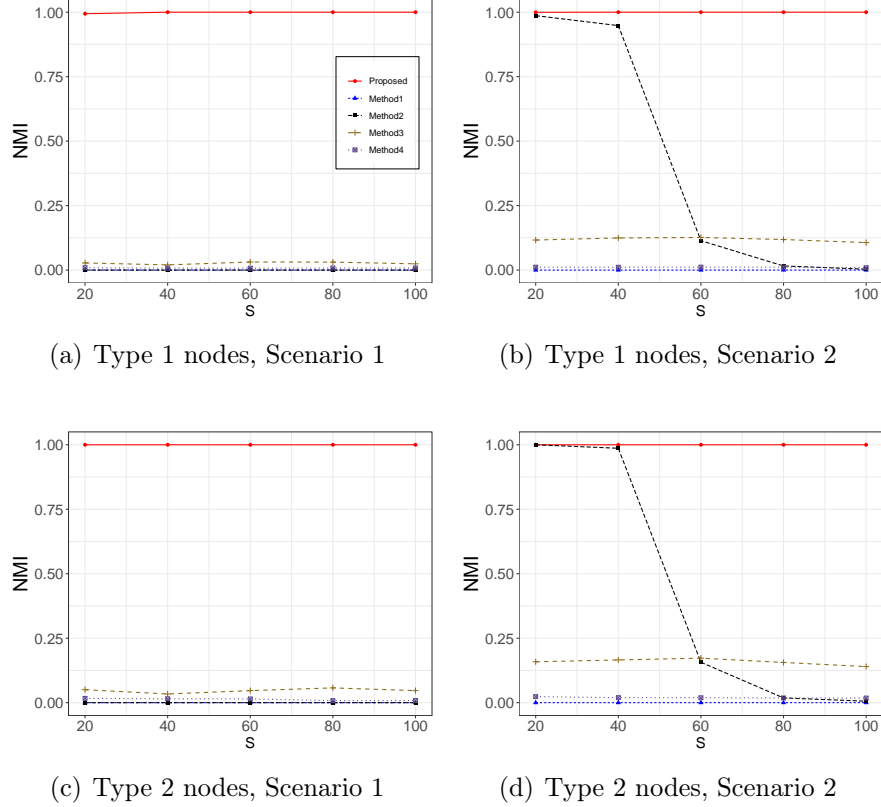 1.00
0.75
0.50
0.25
0.00
NMI
20 40 60 80 100
S
Proposed
Method1
Method2
Method3
Method4
(a) Type 1 nodes, Scenario 1
1.00
0.75
0.50
0.25
0.00
NMI
20 40 60 80 100
S
(b) Type 1 nodes, Scenario 2
1.00
0.75
0.50
0.25
0.00
NMI
20 40 60 80 100
S
(c) Type 2 nodes, Scenario 1
1.00
0.75
0.50
0.25
0.00
NMI
20 40 60 80 100
S
(d) Type 2 nodes, Scenario 2